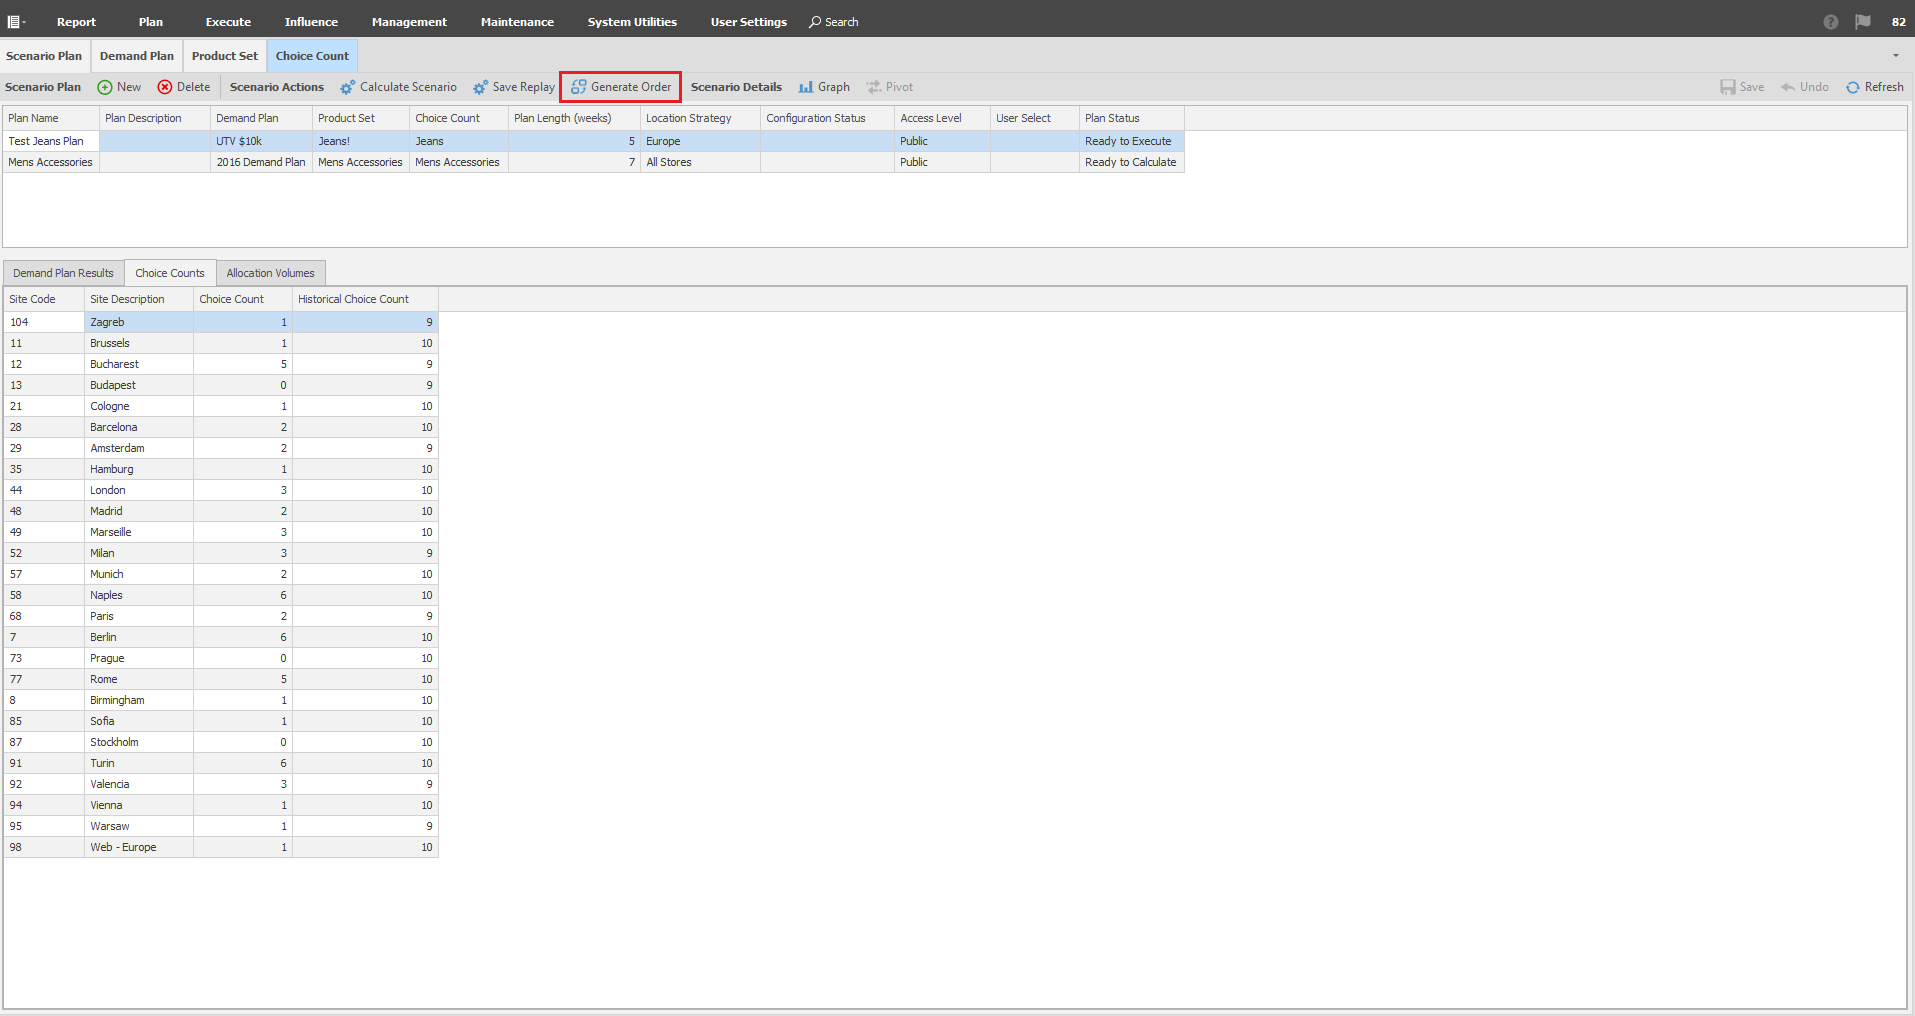 Report Plan Execute Influence Management Maintenance System Utilities User Settings Search ? 82
Scenario Plan Demand Plan Product Set Choice Count
Scenario Plan New Delete Scenario Actions Calculate Scenario Save Replay Generate Order Scenario Details Graph Pivot Save Undo Refresh
Plan Name Plan Description Demand Plan Product Set Choice Count Plan Length (weeks) Location Strategy Configuration Status Access Level User Select Plan Status
Test Jeans Plan UTV $10k Jeans! Jeans 5 Europe Public Ready to Execute
Mens Accessories 2016 Demand Plan Mens Accessories Mens Accessories 7 All Stores Public Ready to Calculate
Demand Plan Results Choice Counts Allocation Volumes
Site Code Site Description Choice Count Historical Choice Count
104 Zagreb 1 9
11 Brussels 1 10
12 Bucharest 5 9
13 Budapest 0 9
21 Cologne 1 10
28 Barcelona 2 10
29 Amsterdam 2 9
35 Hamburg 1 10
44 London 3 10
48 Madrid 2 10
49 Marseille 3 10
52 Milan 3 9
57 Munich 2 10
58 Naples 6 10
68 Paris 2 9
7 Berlin 6 10
73 Prague 0 10
77 Rome 5 10
8 Birmingham 1 10
85 Sofia 1 10
87 Stockholm 0 10
91 Turin 6 10
92 Valencia 3 9
94 Vienna 1 10
95 Warsaw 1 9
98 Web - Europe 1 10